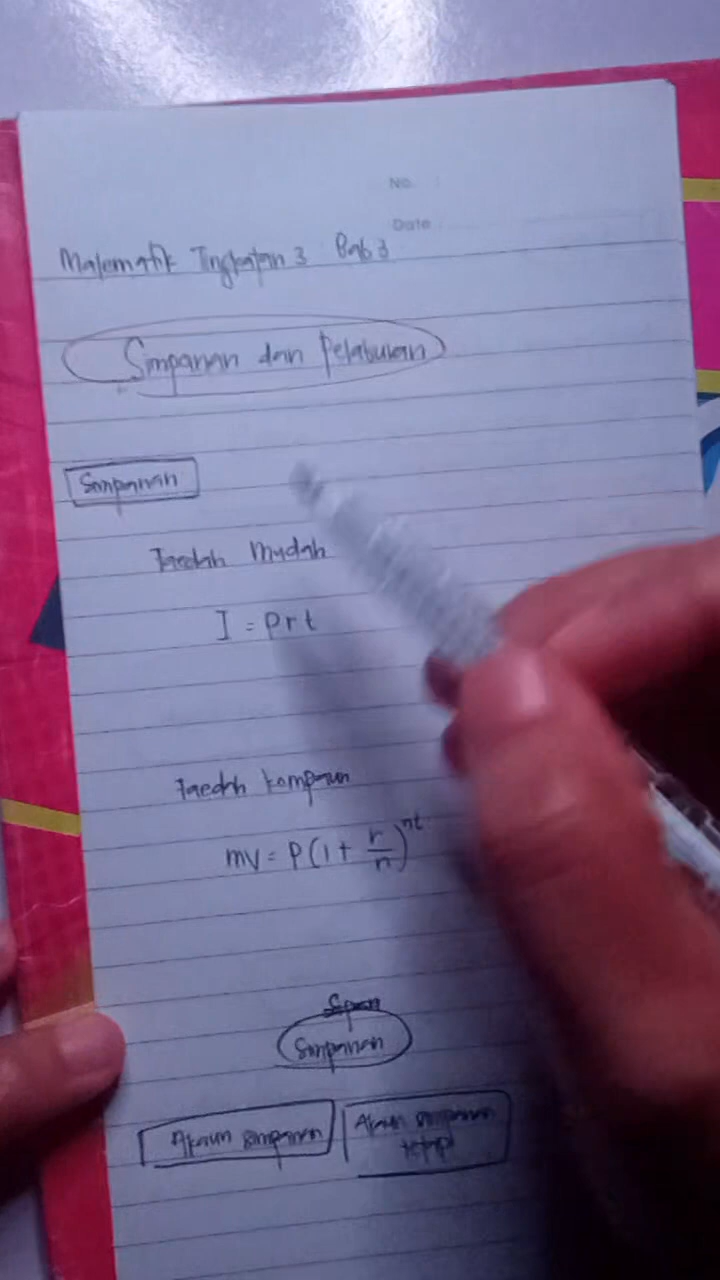 No. :
Date :
Matematik Tingkatan 3 Bab 3
Simpanan dan Pelaburan
Simpanan
Faedah Mudah
I = Prt
Faedah kompaun
MV = P(1 + r/n)^nt
Simpanan
Akaun simpanan
Akaun simpanan
tetap